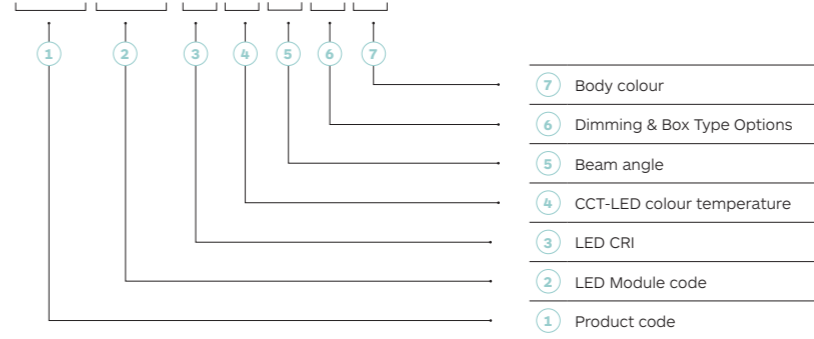 1 2 3 4 5 6 7
7 Body colour
6 Dimming & Box Type Options
5 Beam angle
4 CCT-LED colour temperature
3 LED CRI
2 LED Module code
1 Product code